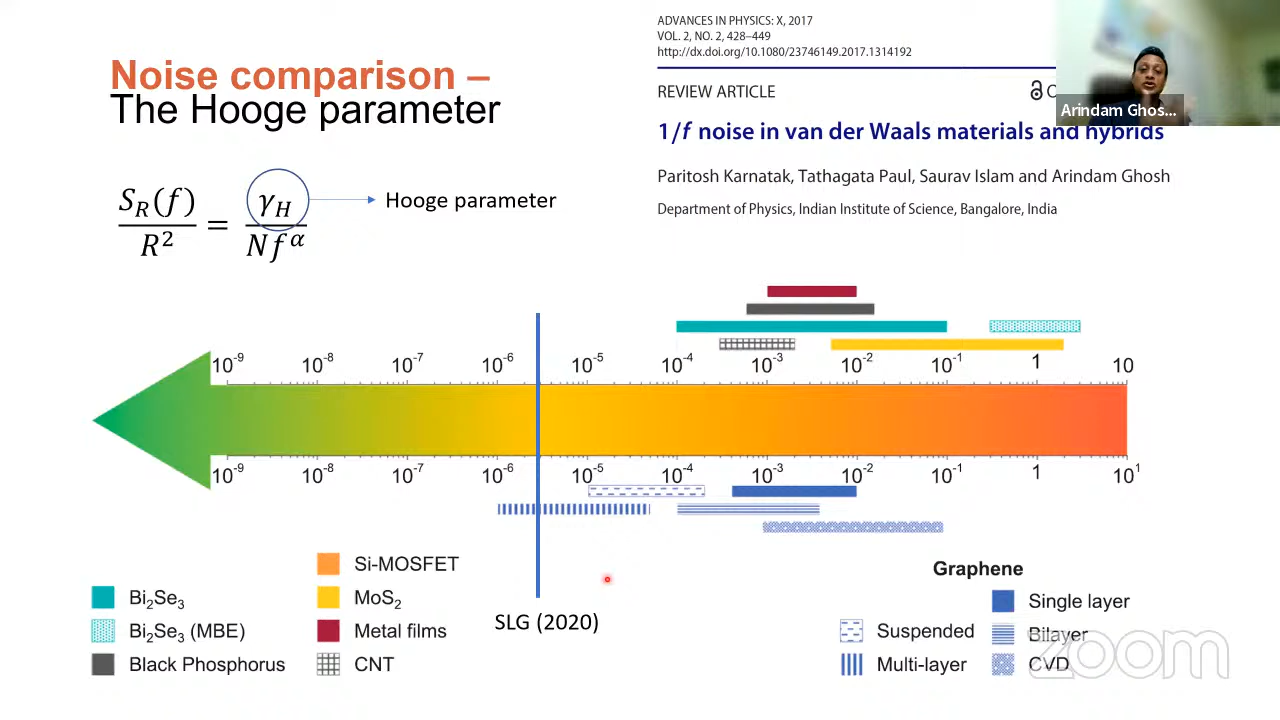 Noise comparison –
The Hooge parameter
ADVANCES IN PHYSICS: X, 2017
VOL. 2, NO. 2, 428–449
http://dx.doi.org/10.1080/23746149.2017.1314192
REVIEW ARTICLE
Arindam Ghos...
1/f noise in van der Waals materials and hybrids
Paritosh Karnatak, Tathagata Paul, Saurav Islam and Arindam Ghosh
Department of Physics, Indian Institute of Science, Bangalore, India
S_R(f)/R² = γ_H/(Nf^α)
Hooge parameter
10⁻⁹ 10⁻⁸ 10⁻⁷ 10⁻⁶ 10⁻⁵ 10⁻⁴ 10⁻³ 10⁻² 10⁻¹ 1 10
10⁻⁹ 10⁻⁸ 10⁻⁷ 10⁻⁶ 10⁻⁵ 10⁻⁴ 10⁻³ 10⁻² 10⁻¹ 1 10¹
SLG (2020)
Bi₂Se₃
Bi₂Se₃ (MBE)
Black Phosphorus
Si-MOSFET
MoS₂
Metal films
CNT
Graphene
Suspended
Multi-layer
Single layer
Bilayer
CVD
zoom